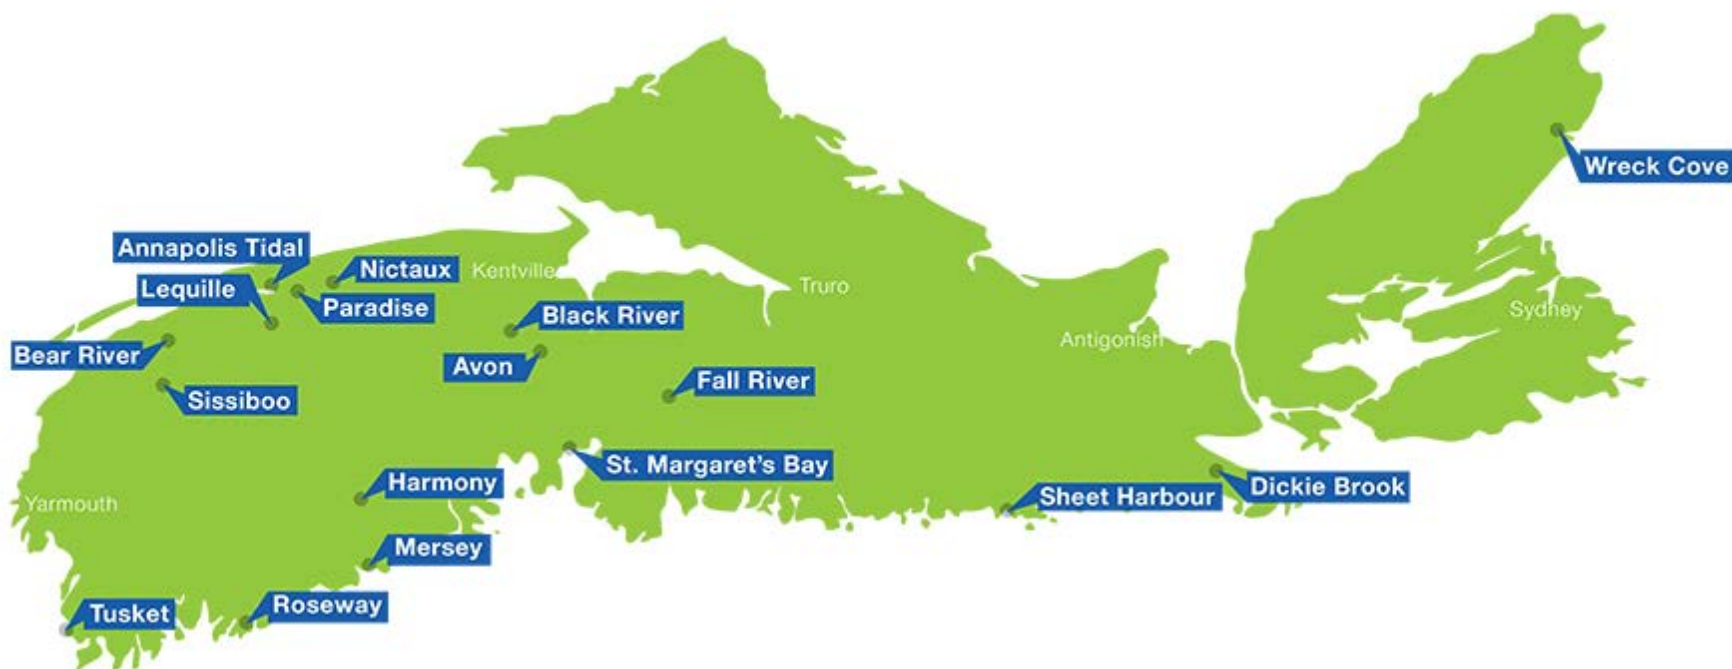 Wreck Cove
Annapolis Tidal
Nictaux
Kentville
Lequille
Truro
Paradise
Black River
Sydney
Antigonish
Bear River
Avon
Fall River
Sissiboo
St. Margaret's Bay
Harmony
Dickie Brook
Sheet Harbour
Yarmouth
Mersey
Roseway
Tusket